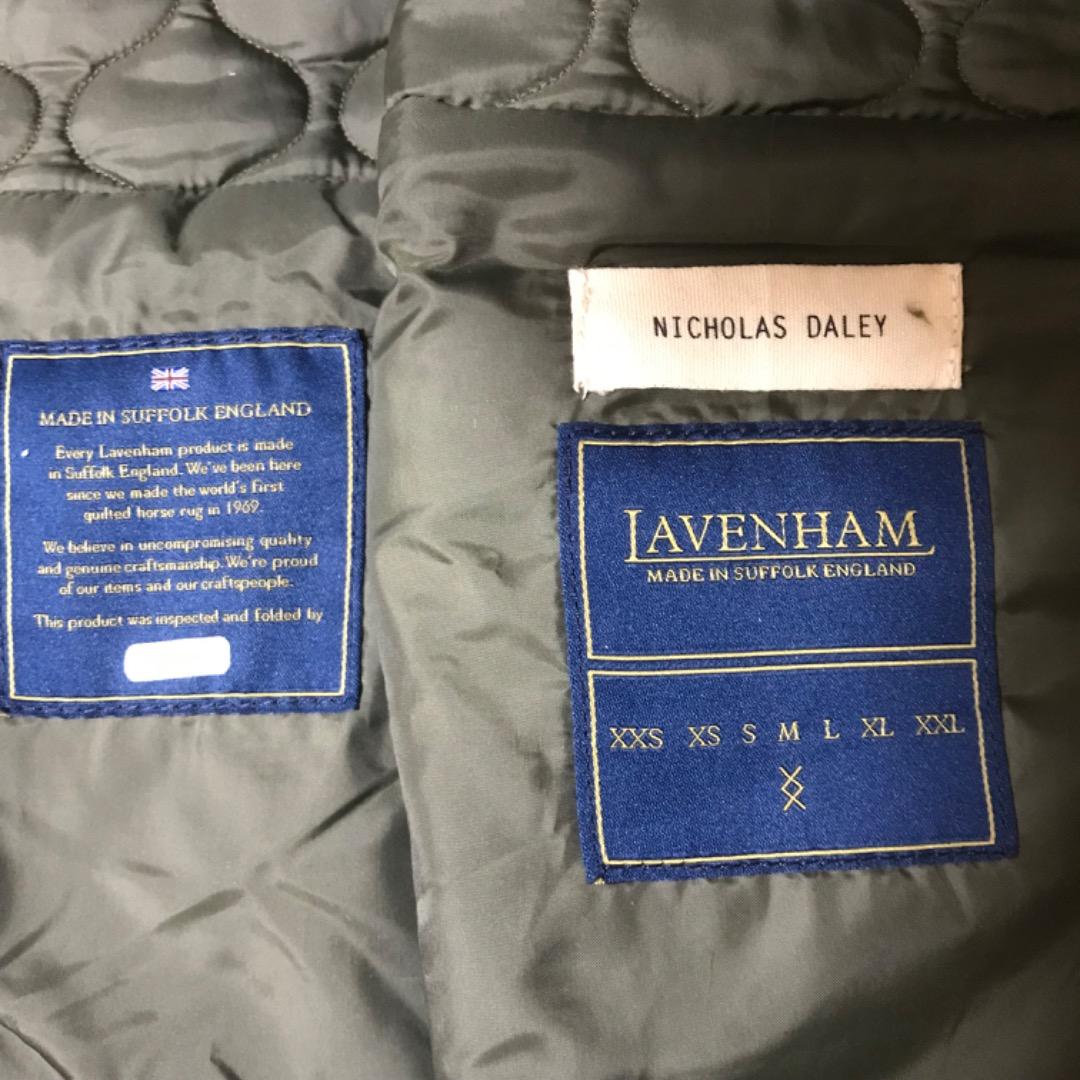 MADE IN SUFFOLK ENGLAND
Every Lavenham product is made
in Suffolk England. We've been here
since we made the world's first
quilted horse rug in 1969.
We believe in uncompromising quality
and genuine craftsmanship. We're proud
of our items and our craftspeople.
This product was inspected and folded by
NICHOLAS DALEY
LAVENHAM
MADE IN SUFFOLK ENGLAND
XXS XS S M L XL XXL